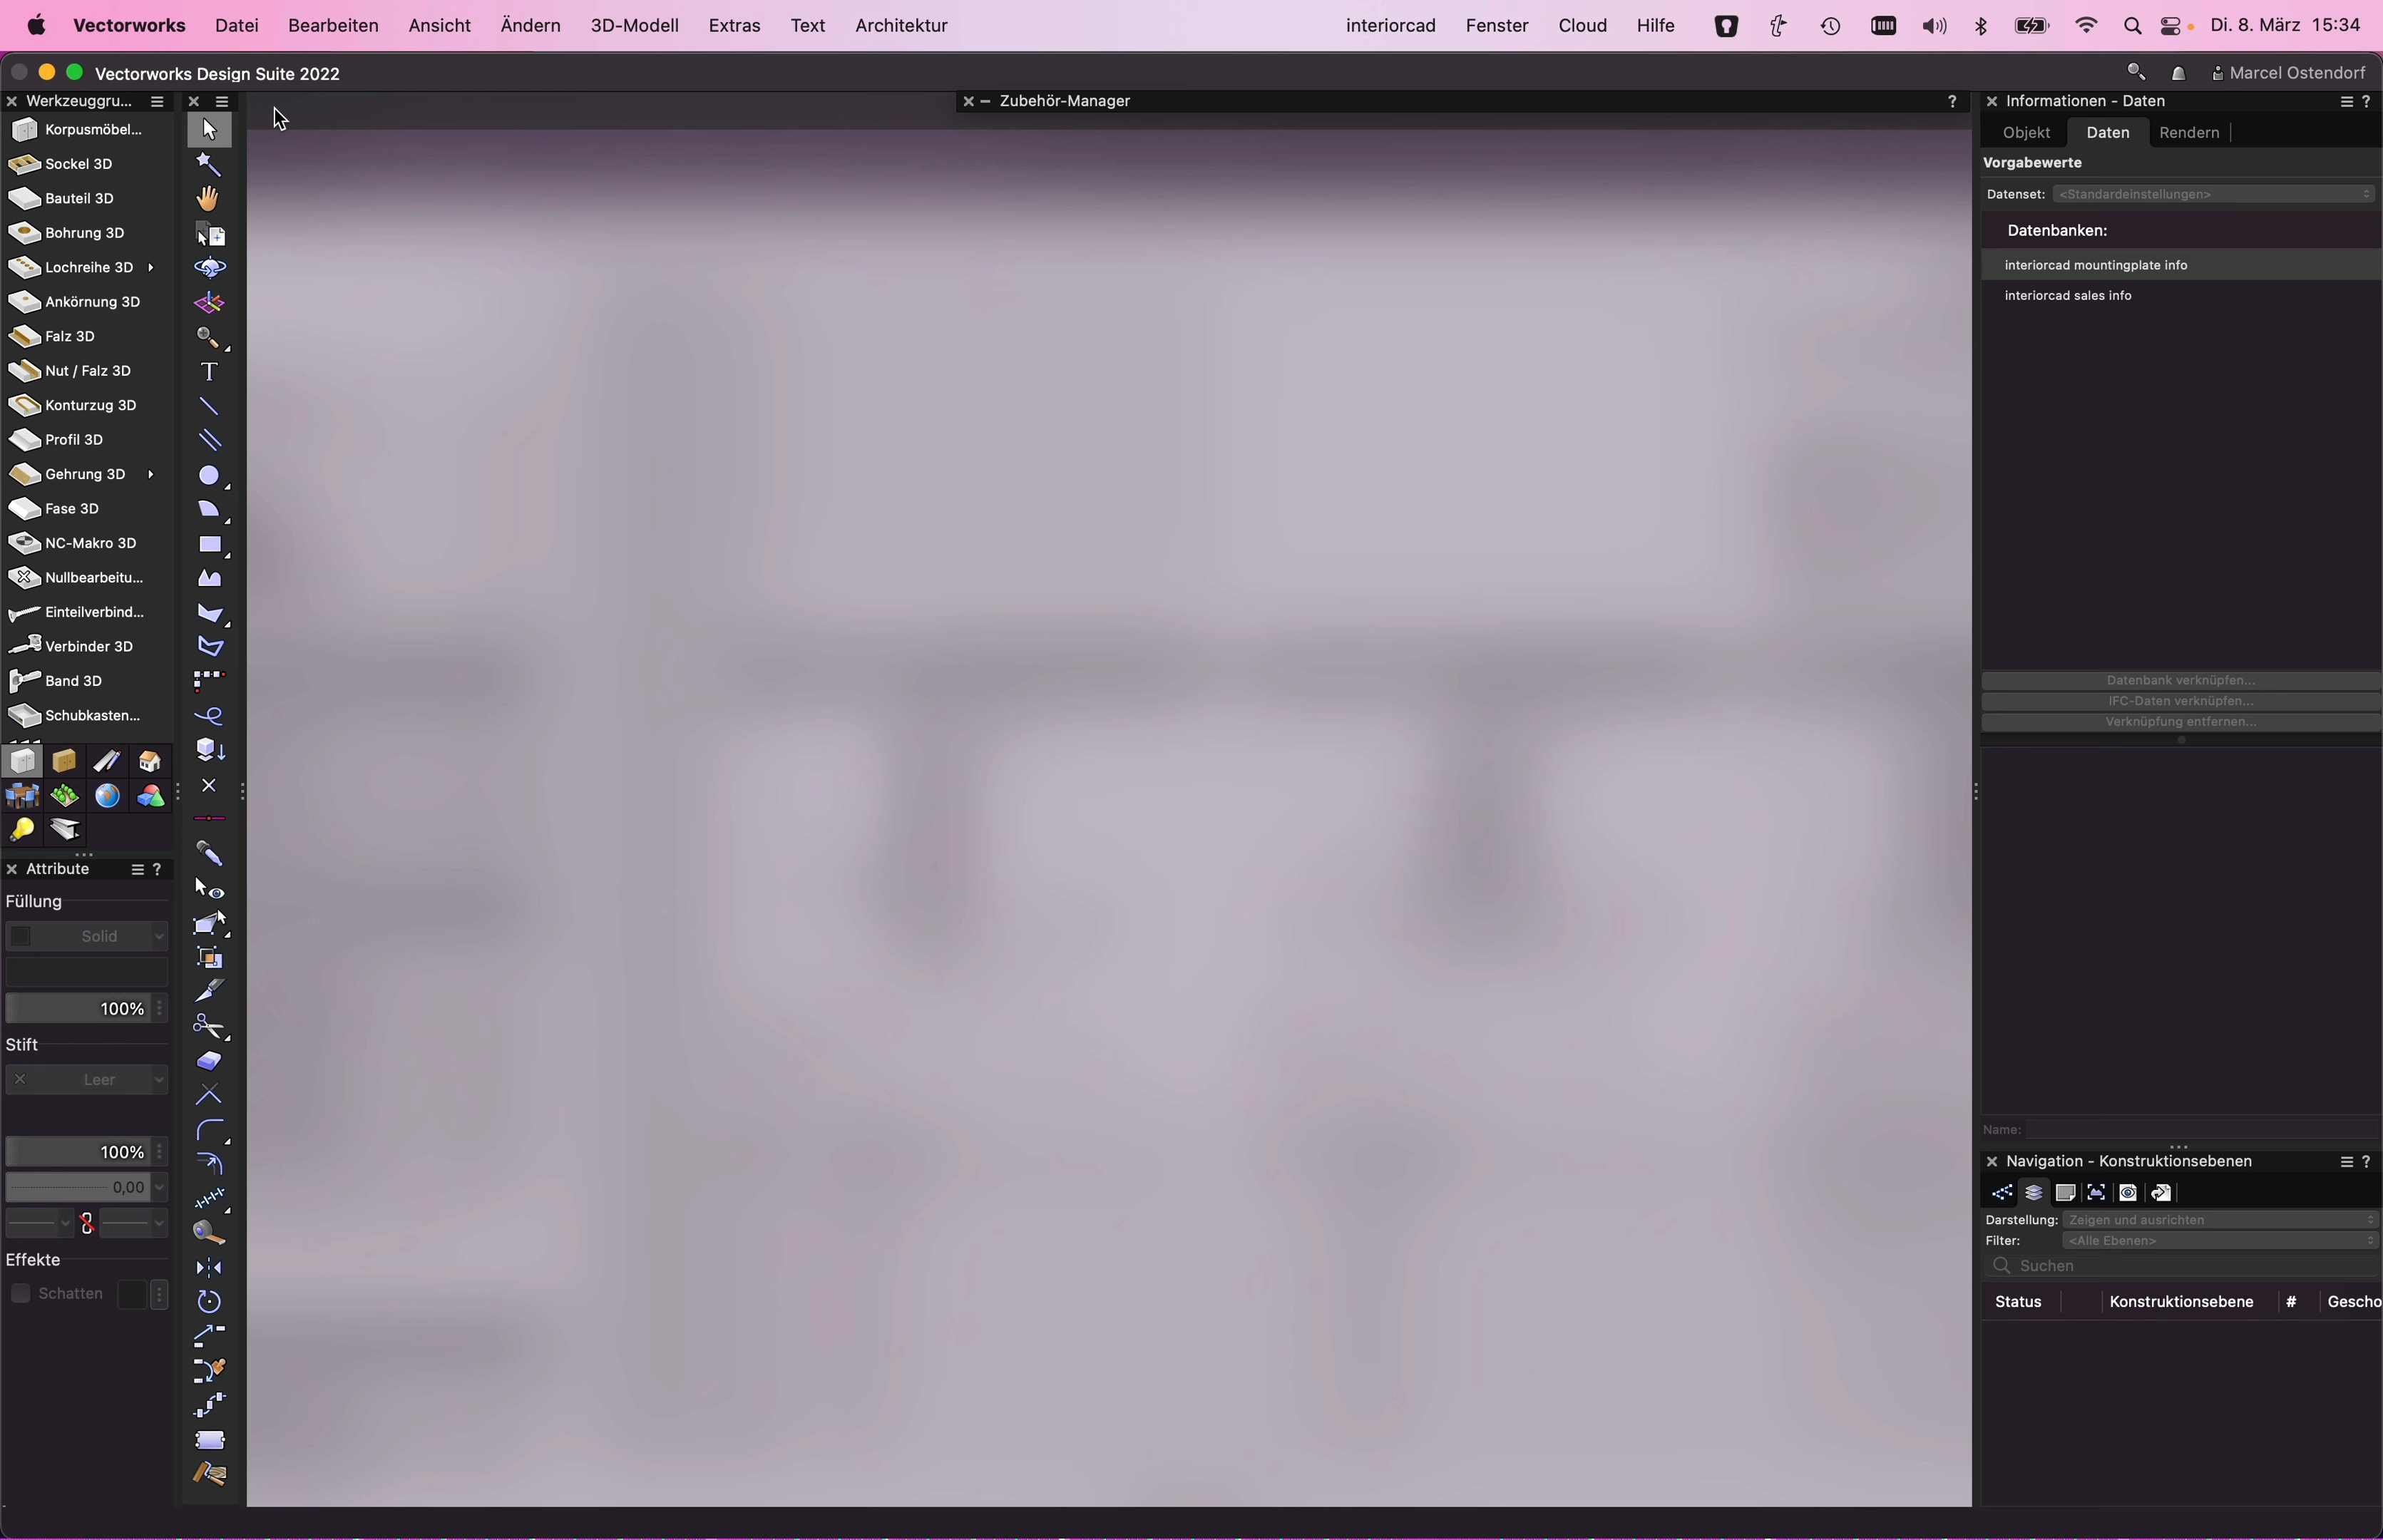 Vectorworks Datei Bearbeiten Ansicht Ändern 3D-Modell Extras Text Architektur interiorcad Fenster Cloud Hilfe Di. 8. März 15:34
Vectorworks Design Suite 2022 Marcel Ostendorf
Werkzeuggru...
Korpusmöbel...
Sockel 3D
Bauteil 3D
Bohrung 3D
Lochreihe 3D
Ankörnung 3D
Falz 3D
Nut / Falz 3D
Konturzug 3D
Profil 3D
Gehrung 3D
Fase 3D
NC-Makro 3D
Nullbearbeitu...
Einteilverbind...
Verbinder 3D
Band 3D
Schubkasten...
Attribute ?
Füllung
Solid
100%
Stift
Leer
100%
0,00
Effekte
Schatten
Zubehör-Manager ?
Informationen - Daten ?
Objekt Daten Rendern
Vorgabewerte
Datenset: <Standardeinstellungen>
Datenbanken:
interiorcad mountingplate info
interiorcad sales info
Datenbank verknüpfen...
IFC-Daten verknüpfen...
Verknüpfung entfernen...
Name:
Navigation - Konstruktionsebenen ?
Darstellung: Zeigen und ausrichten
Filter: <Alle Ebenen>
Suchen
Status Konstruktionsebene # Gescho